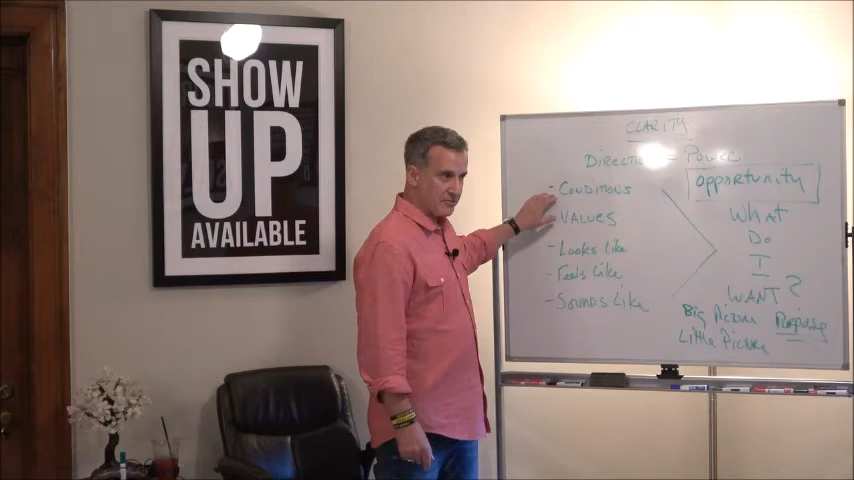 SHOW
UP
AVAILABLE
CLARITY
DIRECTION = POWER
- CONDITIONS
- VALUES
- Looks Like
- Feels Like
- Sounds Like
opportunity
WHAT
Do
I
WANT?
Big Picture Purpose
Little Picture